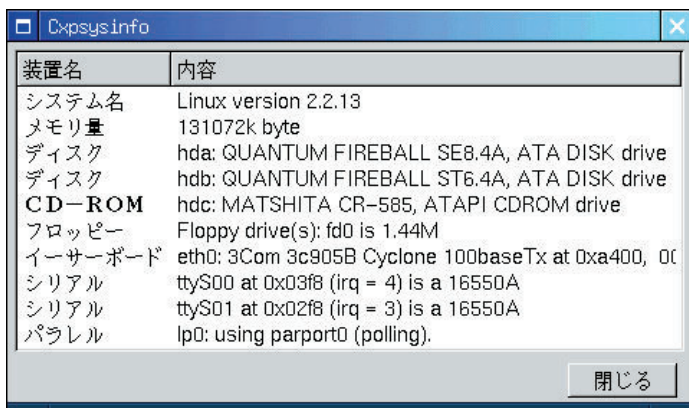 Cxpsysinfo
装置名 内容
システム名 Linux version 2.2.13
メモリ量 131072k byte
ディスク hda: QUANTUM FIREBALL SE8.4A, ATA DISK drive
ディスク hdb: QUANTUM FIREBALL ST6.4A, ATA DISK drive
CD－ROM hdc: MATSHITA CR-585, ATAPI CDROM drive
フロッピー Floppy drive(s): fd0 is 1.44M
イーサーボード eth0: 3Com 3c905B Cyclone 100baseTx at 0xa400,
シリアル ttyS00 at 0x03f8 (irq = 4) is a 16550A
シリアル ttyS01 at 0x02f8 (irq = 3) is a 16550A
パラレル lp0: using parport0 (polling).
閉じる